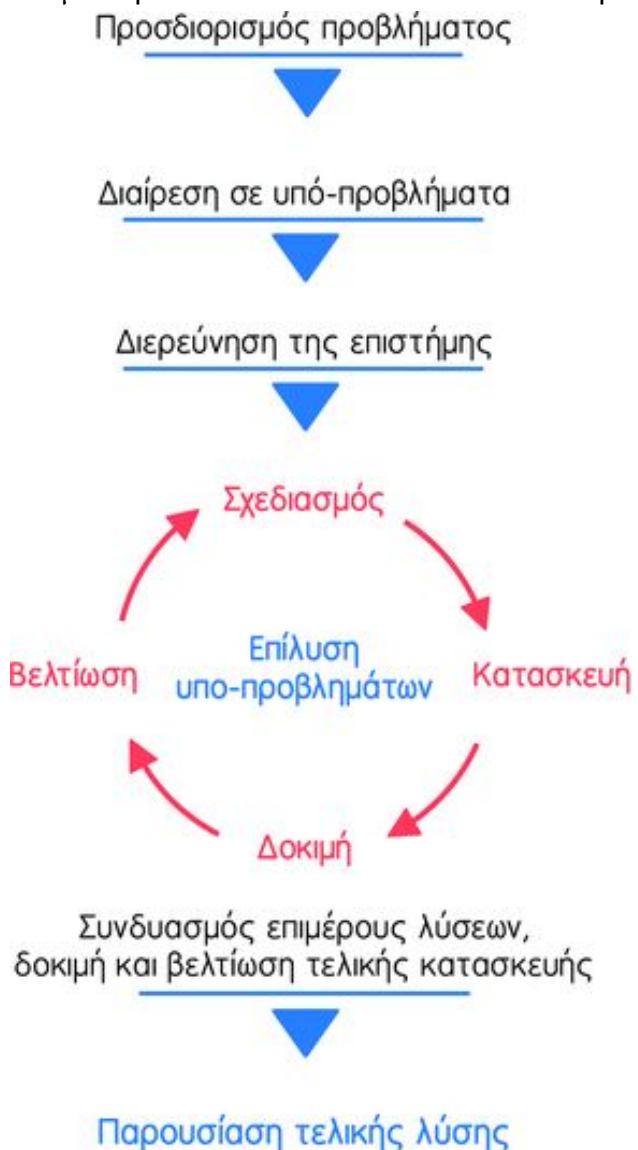 Προσδιορισμός προβλήματος
Διαίρεση σε υπό-προβλήματα
Διερεύνηση της επιστήμης
Σχεδιασμός
Επίλυση
υπο-προβλημάτων
Βελτίωση
Κατασκευή
Δοκιμή
Συνδυασμός επιμέρους λύσεων,
δοκιμή και βελτίωση τελικής κατασκευής
Παρουσίαση τελικής λύσης